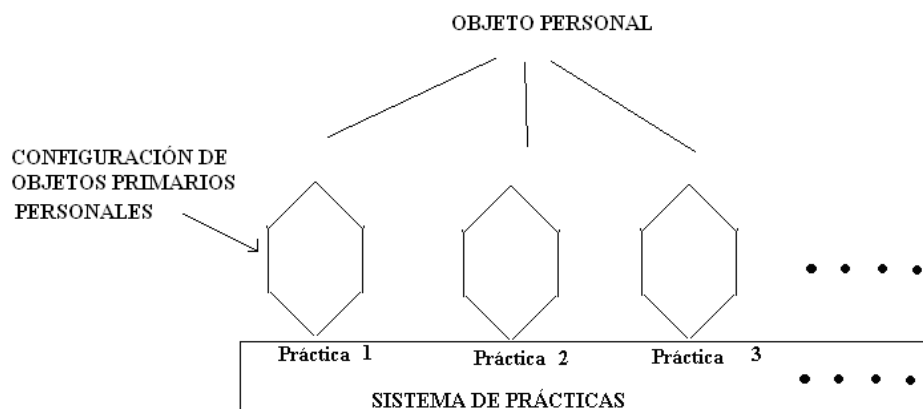 OBJETO PERSONAL
CONFIGURACIÓN DE
OBJETOS PRIMARIOS
PERSONALES
Práctica 1
Práctica 2
Práctica 3
SISTEMA DE PRÁCTICAS